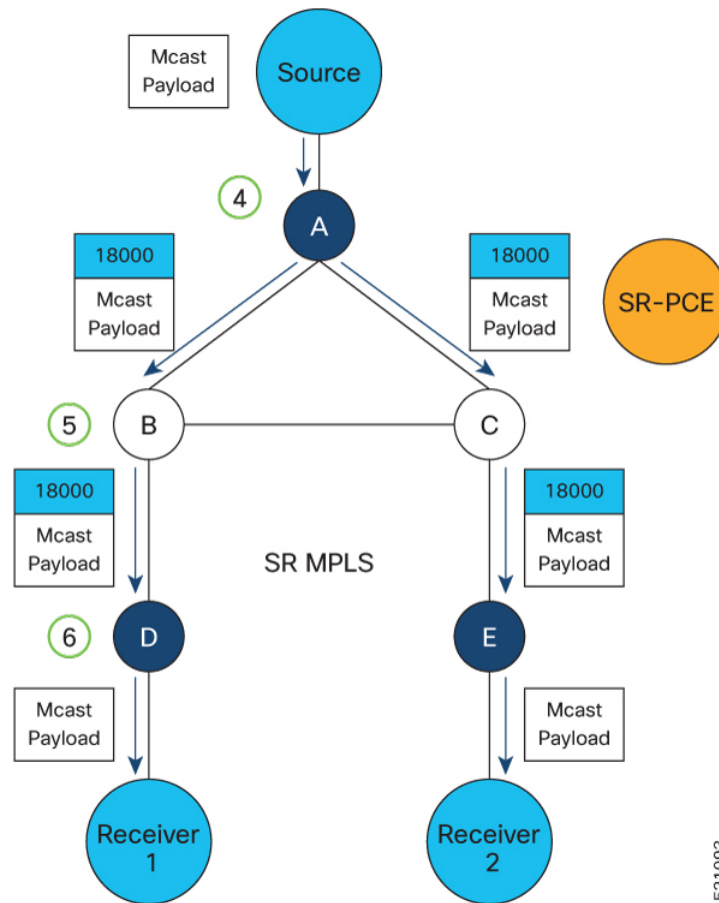 Mcast
Payload
Source
4
A
18000
Mcast
Payload
18000
Mcast
Payload
SR-PCE
5
B
C
18000
Mcast
Payload
SR MPLS
18000
Mcast
Payload
6
D
E
Mcast
Payload
Mcast
Payload
Receiver
1
Receiver
2